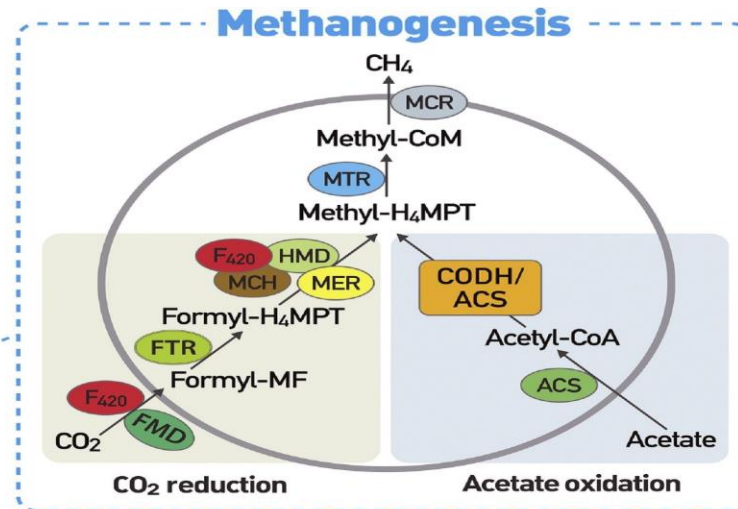 Methanogenesis
CH₄
MCR
Methyl-CoM
MTR
Methyl-H₄MPT
F₄₂₀
HMD
MCH
MER
Formyl-H₄MPT
FTR
Formyl-MF
F₄₂₀
FMD
CO₂
CODH/
ACS
Acetyl-CoA
ACS
Acetate
CO₂ reduction
Acetate oxidation